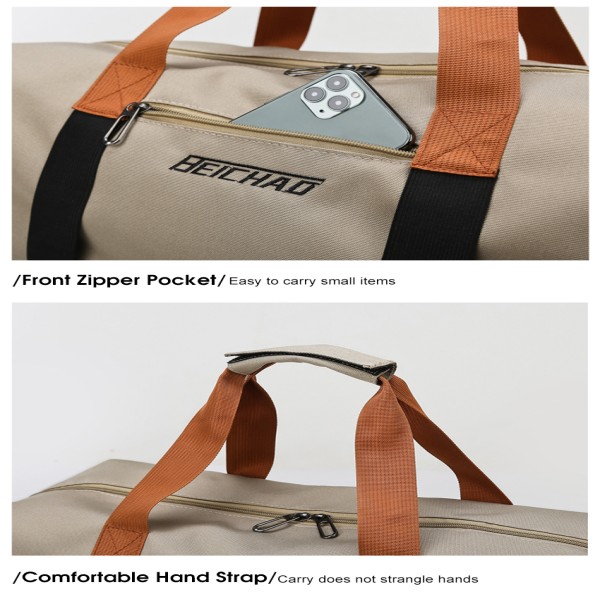 BEICHAO
/Front Zipper Pocket/Easy to carry small items
/Comfortable Hand Strap/Carry does not strangle hands